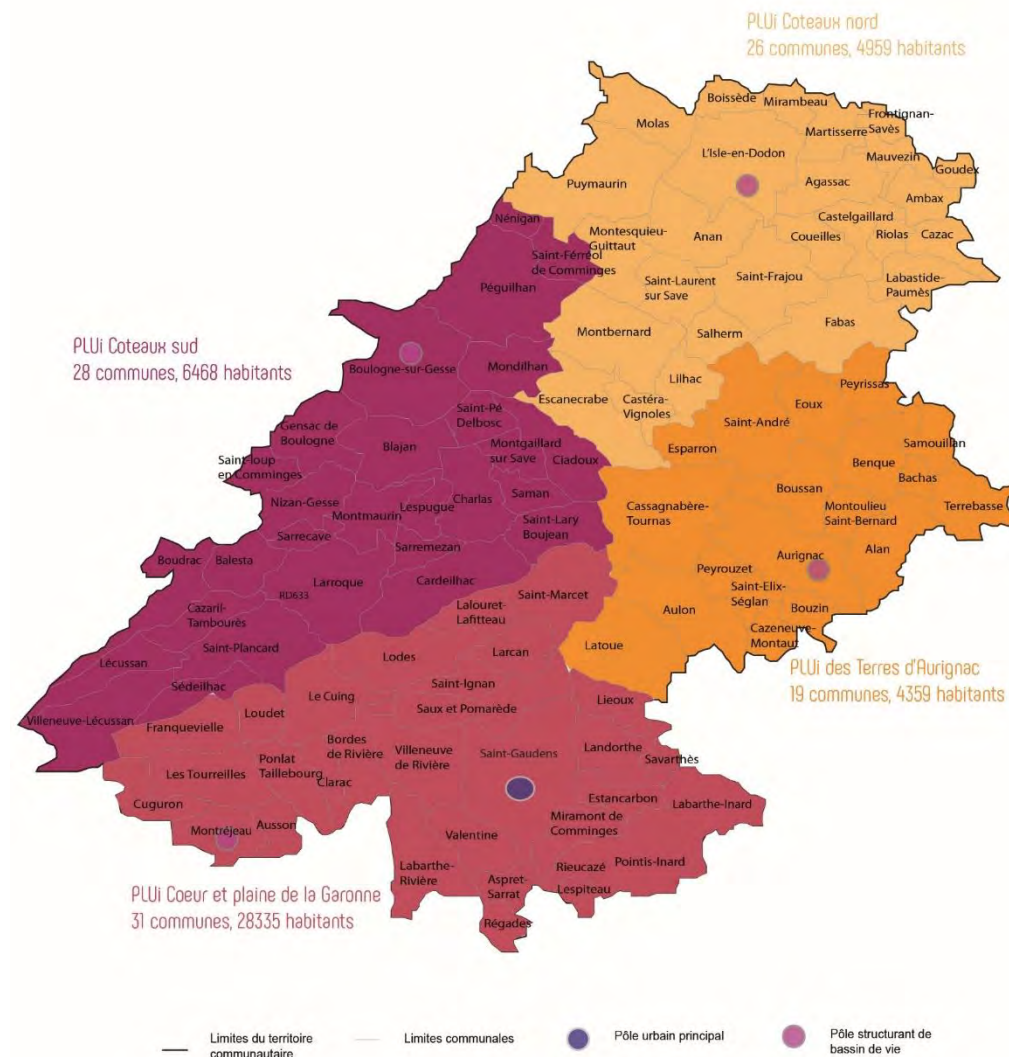 PLUi Coteaux nord
26 communes, 4959 habitants
Boissède
Mirambeau
Molas
Frontignan-
Savès
Martisserre
L'Isle-en-Dodon
Mauvezin
Goudex
Puymaurin
Agassac
Ambax
Nénigan
Castelgaillard
Montesquieu-
Guittaut
Anan
Coueilles
Riolas
Cazac
Saint-Férréol
de Comminges
Saint-Laurent
sur Save
Saint-Frajou
Labastide-
Paumès
Péguilhan
Montbernard
Salherm
Fabas
PLUi Coteaux sud
28 communes, 6468 habitants
Boulogne-sur-Gesse
Mondilhan
Lilhac
Peyrissas
Escanecrabe
Castéra-
Vignoles
Eoux
Saint-Pé
Delbosc
Saint-André
Gensac de
Boulogne
Blajan
Montgaillard
sur Save
Ciadoux
Esparron
Samouillan
Saint-loup
en Comminges
Benque
Bachas
Nizan-Gesse
Montmaurin
Lespugue
Charlas
Saman
Boussan
Cassagnabère-
Tournas
Montoulieu
Saint-Bernard
Terrebasse
Sarrecave
Saint-Lary
Boujean
Sarremezan
Alan
Boudrac
Balesta
Aurignac
Larroque
Cardeilhac
Peyrouzet
RD633
Saint-Elix-
Séglan
Saint-Marcet
Cazaril-
Tambourès
Lalouret-
Lafitteau
Aulon
Bouzin
Cazeneuve-
Montaut
Saint-Plancard
Larcan
Latoue
Lécussan
Lodes
PLUi des Terres d'Aurignac
19 communes, 4359 habitants
Sédeilhac
Saint-Ignan
Le Cuing
Lieoux
Villeneuve-Lécussan
Franquevielle
Loudet
Saux et Pomarède
Bordes
de Rivière
Villeneuve
de Rivière
Saint-Gaudens
Landorthe
Savarthès
Les Tourreilles
Ponlat
Taillebourg
Clarac
Cuguron
Estancarbon
Labarthe-Inard
Montréjeau
Ausson
Valentine
Miramont de
Comminges
Labarthe-
Rivière
Rieucazé
Pointis-Inard
Aspret-
Sarrat
Lespiteau
PLUi Coeur et plaine de la Garonne
31 communes, 28335 habitants
Régades
Limites du territoire
communautaire
Limites communales
Pôle urbain principal
Pôle structurant de
bassin de vie